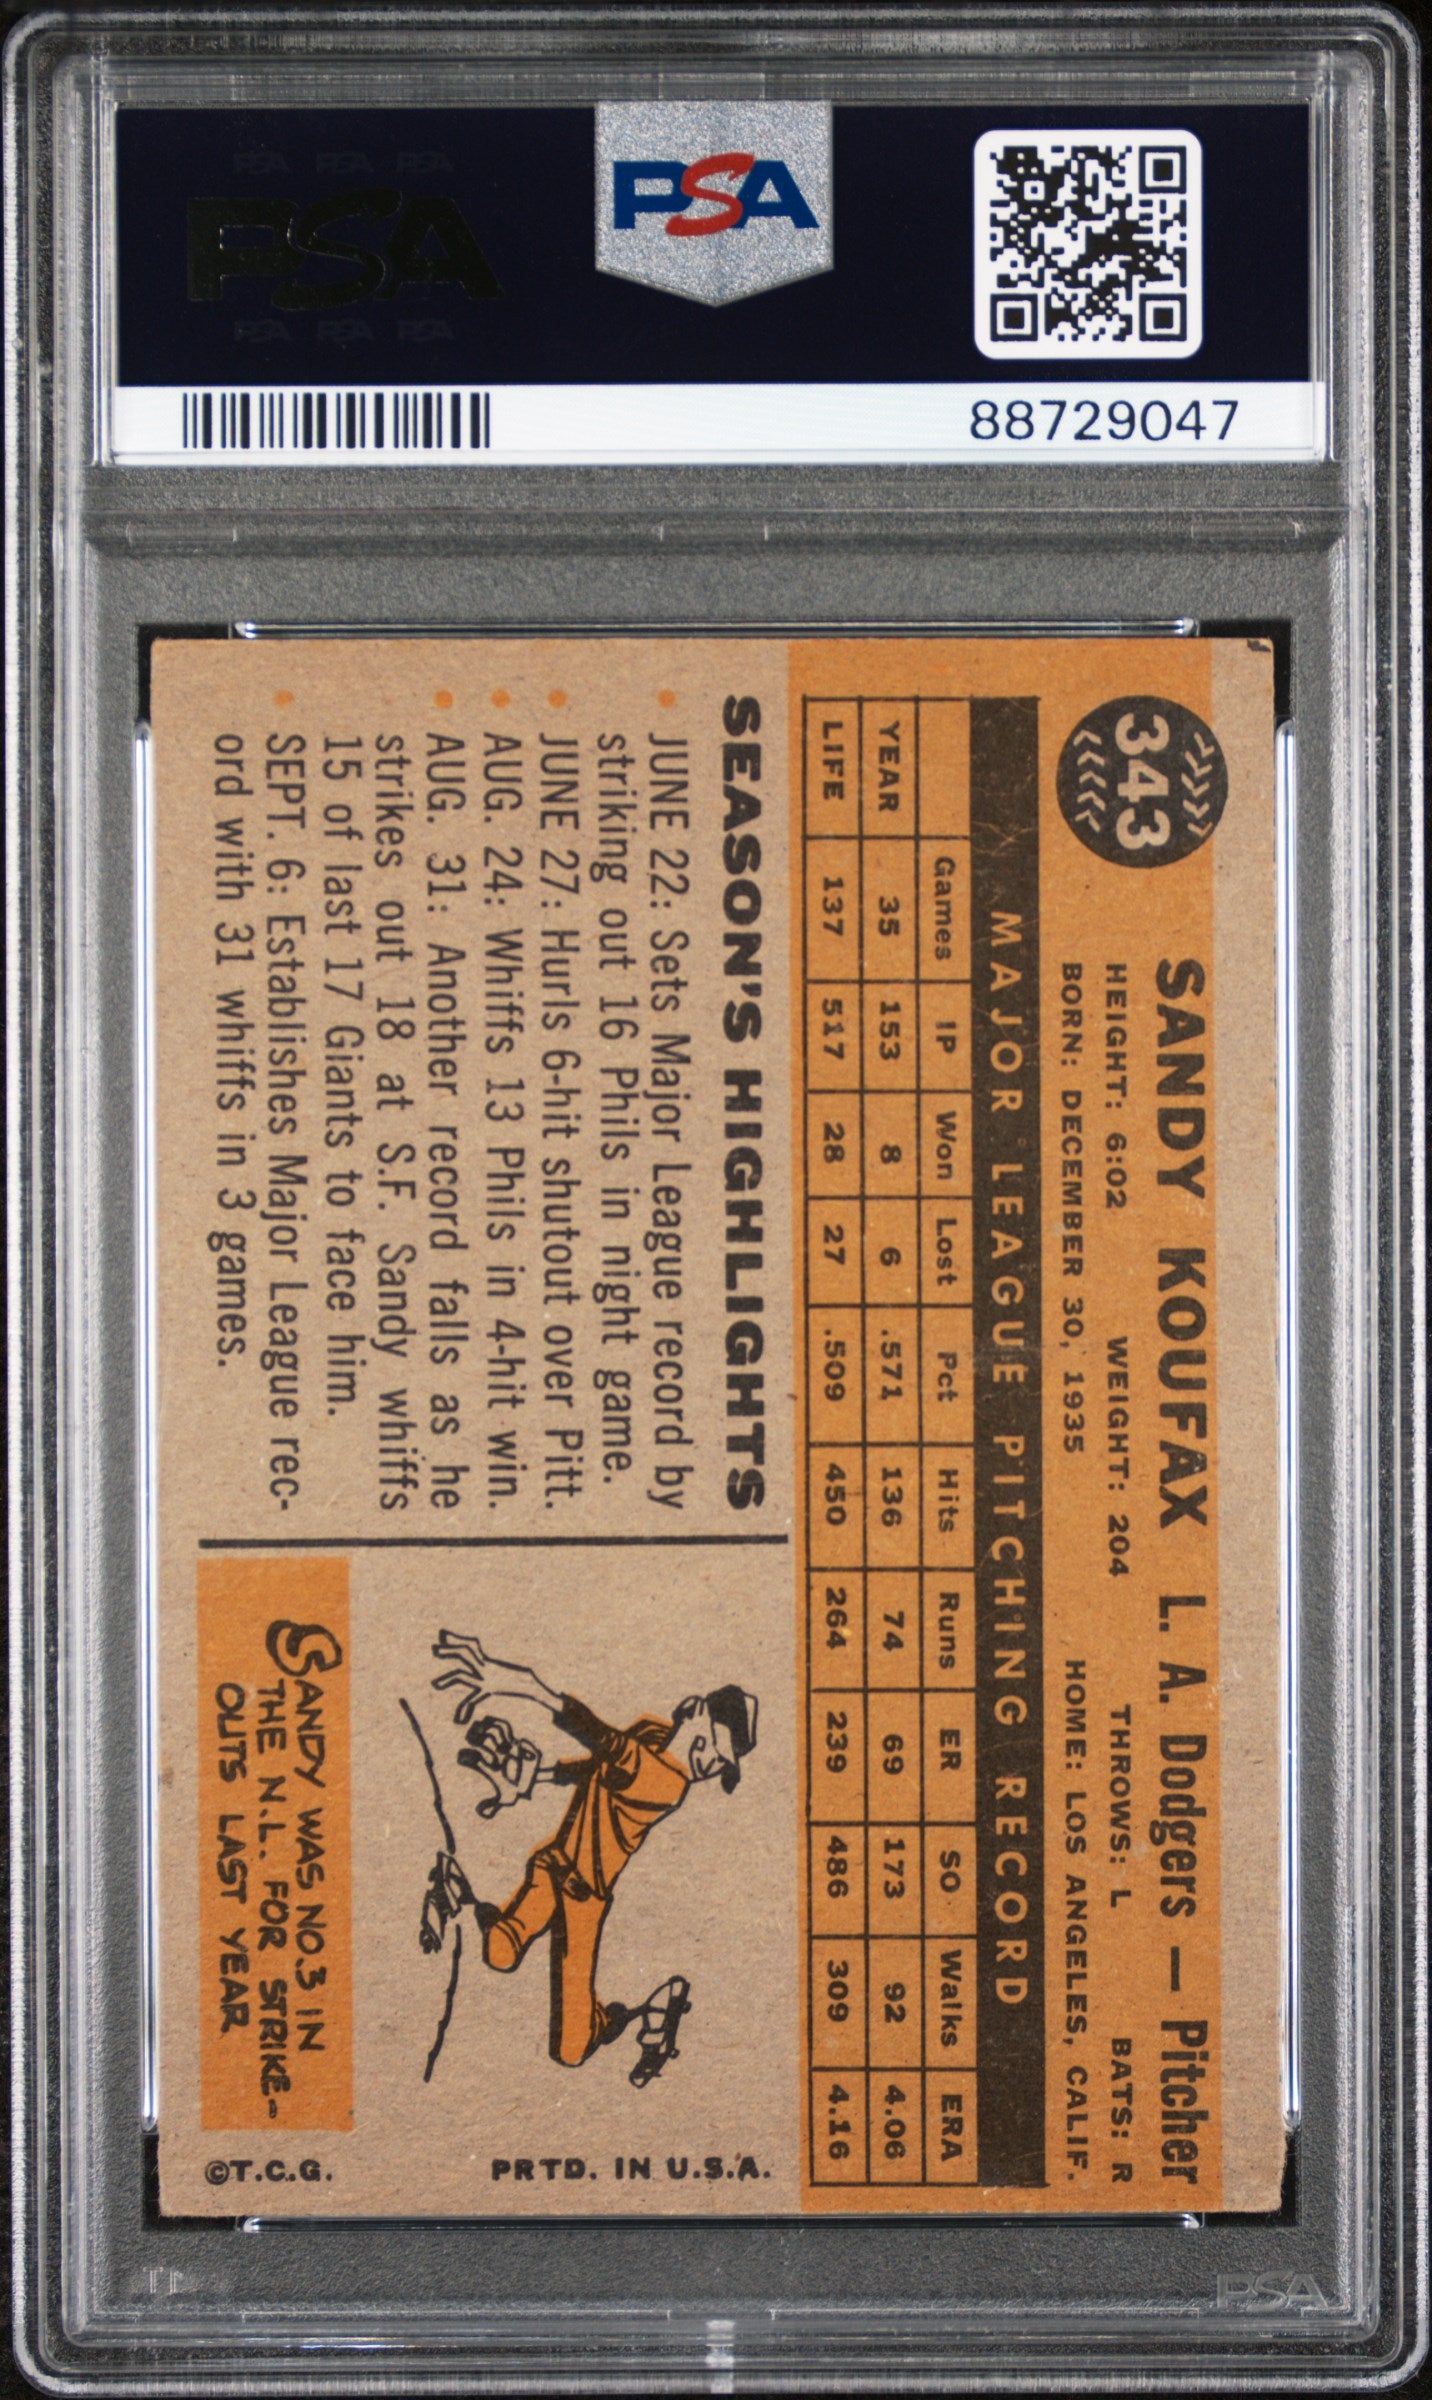 PSA PSA PSA
PSA
PSA PSA PSA
PSA
88729047
343
SANDY KOUFAX L. A. Dodgers — Pitcher
HEIGHT: 6:02 WEIGHT: 204 THROWS: L BATS: R
BORN: DECEMBER 30, 1935 HOME: LOS ANGELES, CALIF.
MAJOR LEAGUE PITCHING RECORD
Games IP Won Lost Pct Hits Runs ER SO Walks ERA
YEAR 35 153 8 6 .571 136 74 69 173 92 4.06
LIFE 137 517 28 27 .509 450 264 239 486 309 4.16
SEASON'S HIGHLIGHTS
• JUNE 22: Sets Major League record by
striking out 16 Phils in night game.
• JUNE 27: Hurls 6-hit shutout over Pitt.
• AUG. 24: Whiffs 13 Phils in 4-hit win.
• AUG. 31: Another record falls as he
strikes out 18 at S.F. Sandy whiffs
15 of last 17 Giants to face him.
• SEPT. 6: Establishes Major League rec-
ord with 31 whiffs in 3 games.
SANDY WAS NO.3 IN
THE N.L. FOR STRIKE-
OUTS LAST YEAR
©T.C.G.
PRTD. IN U.S.A.
PSA